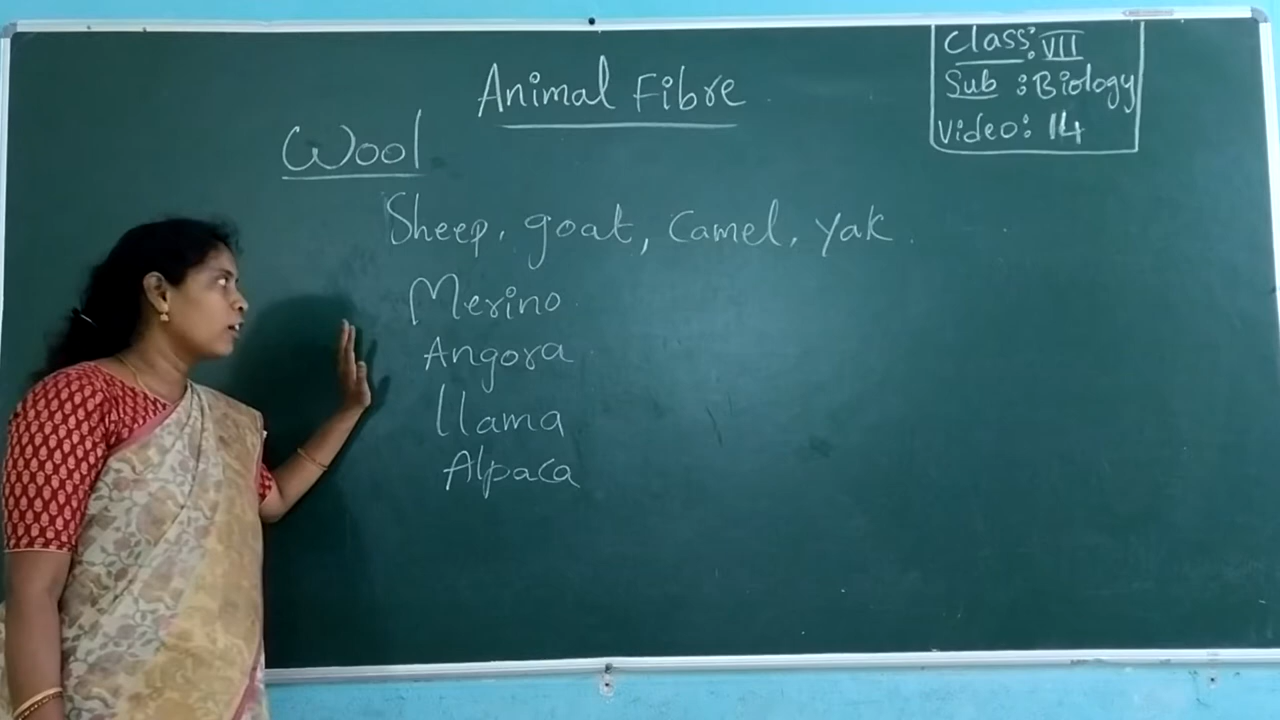 Animal Fibre
Class: VII
Sub : Biology
Video: 14
Wool
Sheep, goat, Camel, Yak.
Merino
Angora
llama
Alpaca